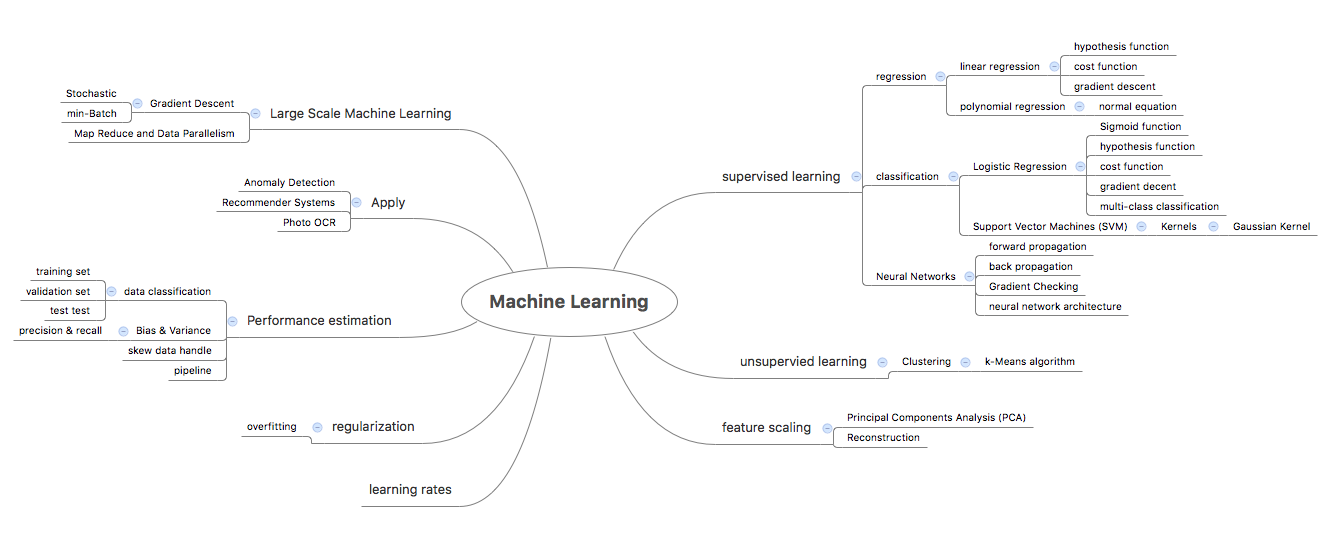 Machine Learning
supervised learning
regression
linear regression
hypothesis function
cost function
gradient descent
polynomial regression
normal equation
classification
Logistic Regression
Sigmoid function
hypothesis function
cost function
gradient decent
multi-class classification
Support Vector Machines (SVM)
Kernels
Gaussian Kernel
Neural Networks
forward propagation
back propagation
Gradient Checking
neural network architecture
unsupervied learning
Clustering
k-Means algorithm
feature scaling
Principal Components Analysis (PCA)
Reconstruction
Large Scale Machine Learning
Gradient Descent
Stochastic
min-Batch
Map Reduce and Data Parallelism
Apply
Anomaly Detection
Recommender Systems
Photo OCR
Performance estimation
data classification
training set
validation set
test test
Bias & Variance
precision & recall
skew data handle
pipeline
regularization
overfitting
learning rates